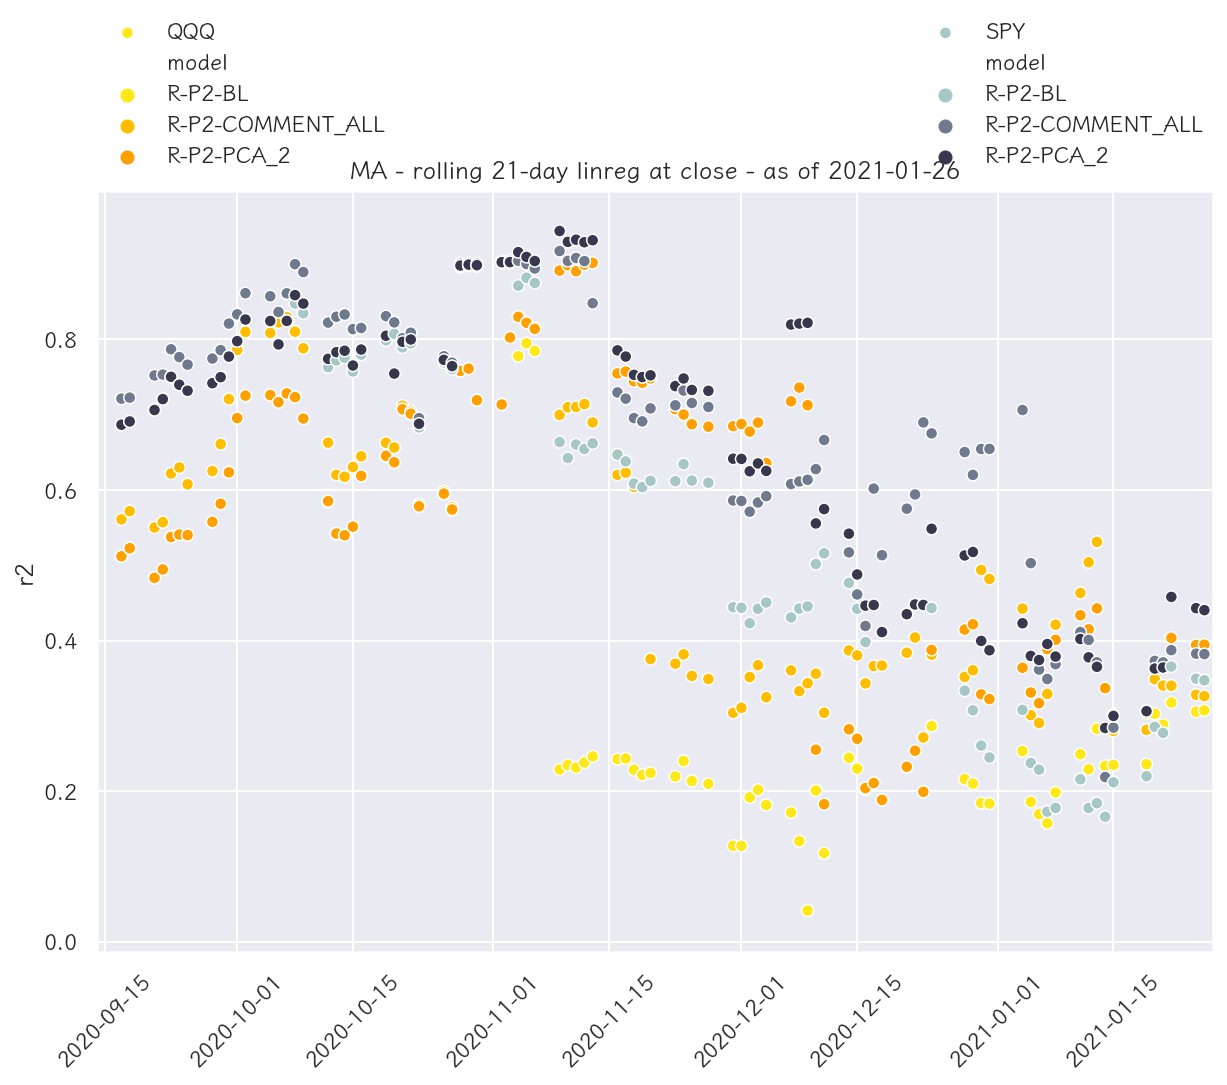 QQQ
model
R-P2-BL
R-P2-COMMENT_ALL
R-P2-PCA_2
SPY
model
R-P2-BL
R-P2-COMMENT_ALL
R-P2-PCA_2
MA - rolling 21-day linreg at close - as of 2021-01-26
r2
0.8
0.6
0.4
0.2
0.0
2020-09-15
2020-10-01
2020-10-15
2020-11-01
2020-11-15
2020-12-01
2020-12-15
2021-01-01
2021-01-15